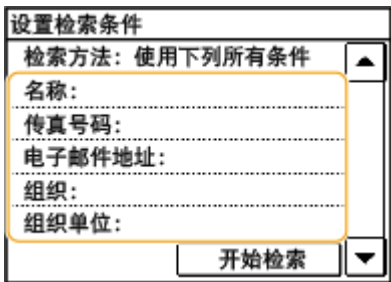 设置检索条件
检索方法：使用下列所有条件
名称：
传真号码：
电子邮件地址：
组织：
组织单位：
开始检索